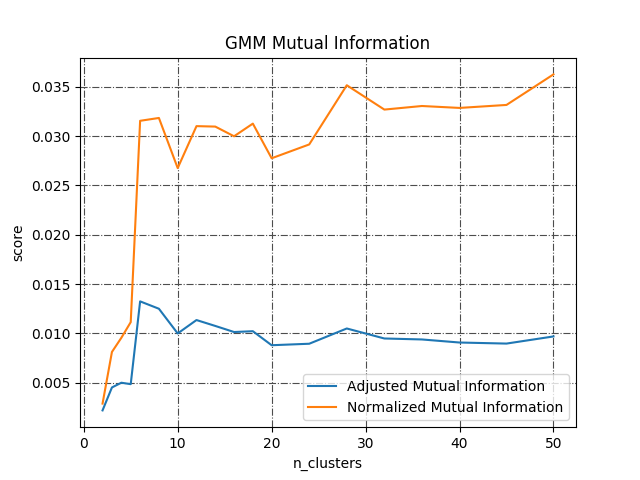 GMM Mutual Information
score
0.035
0.030
0.025
0.020
0.015
0.010
0.005
Adjusted Mutual Information
Normalized Mutual Information
0 10 20 30 40 50
n_clusters